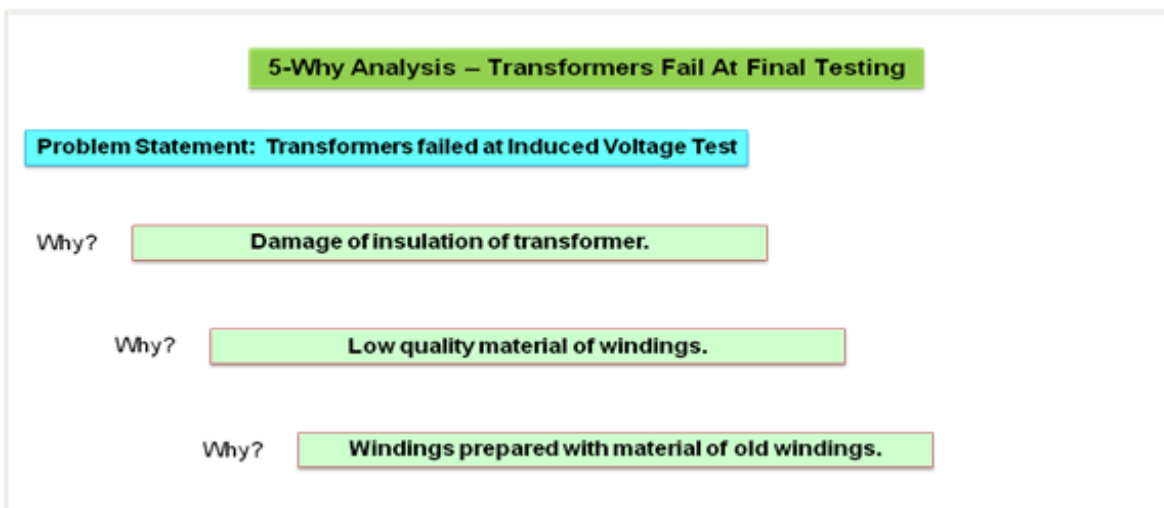 5-Why Analysis – Transformers Fail At Final Testing
Problem Statement: Transformers failed at Induced Voltage Test
Why? Damage of insulation of transformer.
Why? Low quality material of windings.
Why? Windings prepared with material of old windings.